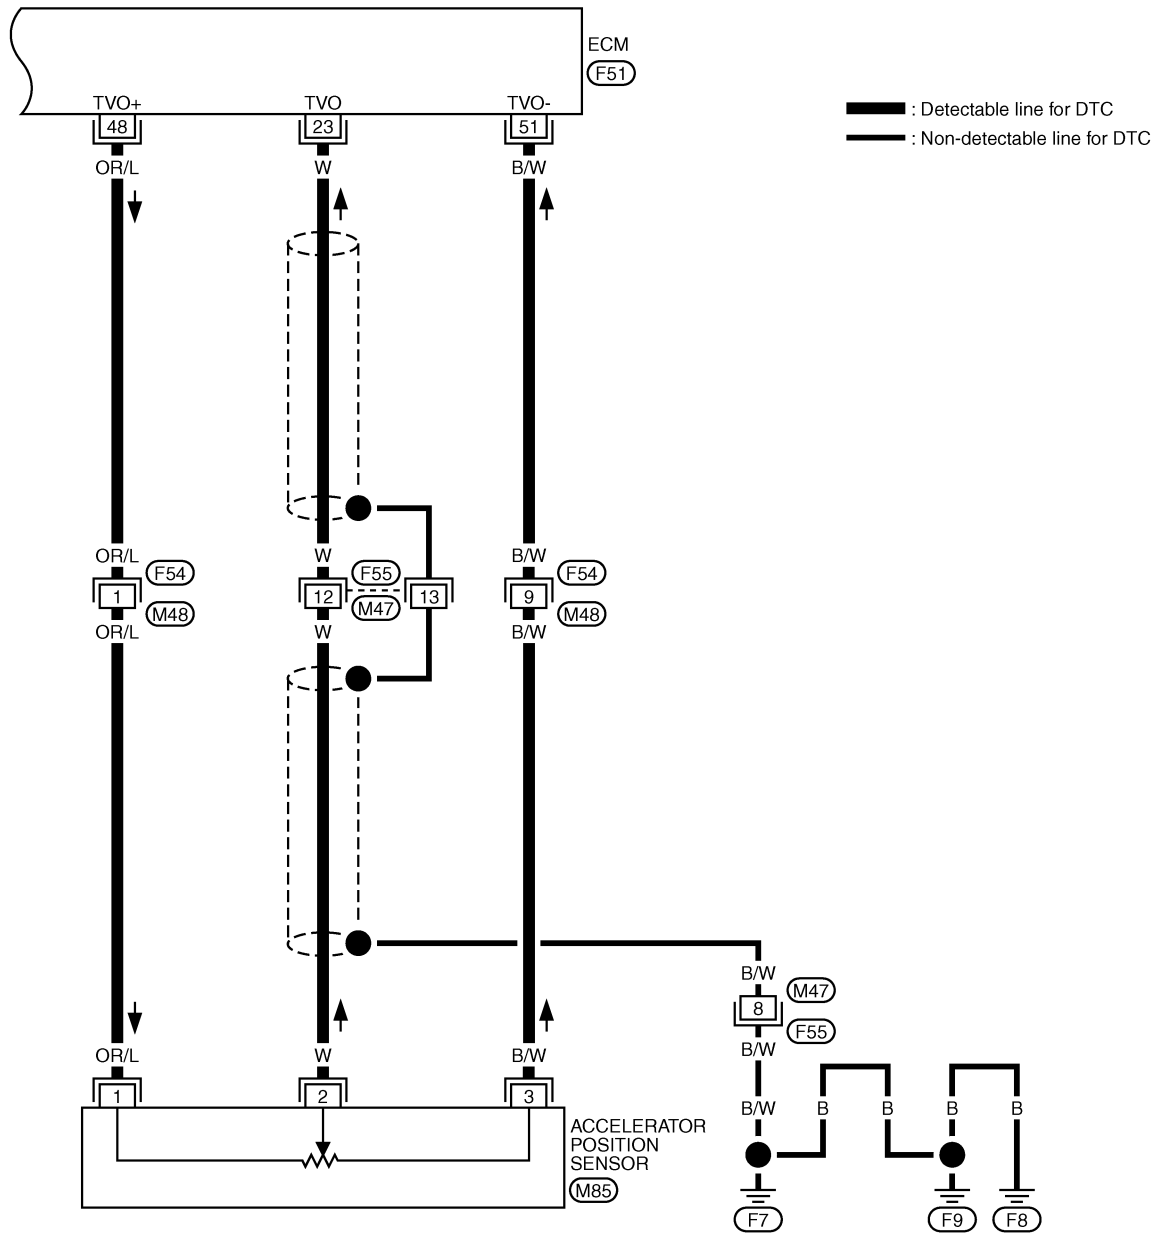 ECM
F51
: Detectable line for DTC
: Non-detectable line for DTC
TVO+ TVO TVO-
48 23 51
OR/L W B/W
OR/L W B/W
F54 F55 F54
1 12 13 9
M48 M47 M48
OR/L W B/W
B/W
M47
8
F55
B/W
OR/L W B/W
1 2 3
B/W B B B B
ACCELERATOR
POSITION
SENSOR
M85
F7 F9 F8